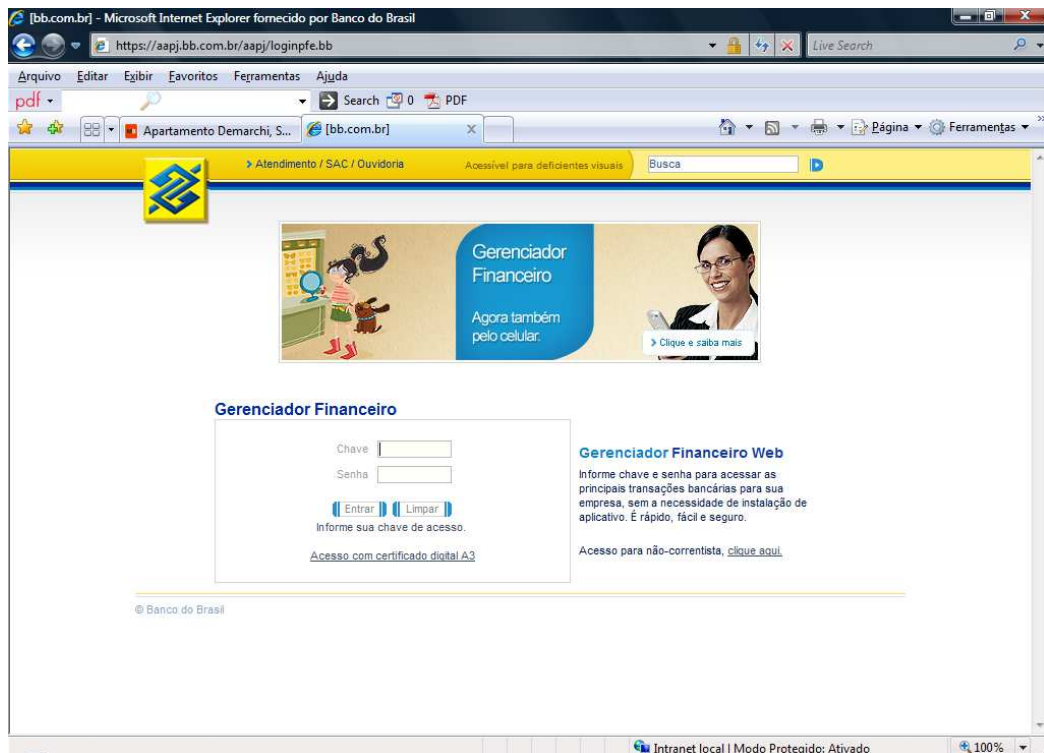 [bb.com.br] - Microsoft Internet Explorer fornecido por Banco do Brasil
https://aapj.bb.com.br/aapj/loginpfe.bb
Live Search
Arquivo Editar Exibir Favoritos Ferramentas Ajuda
pdf Search 0 PDF
Apartamento Demarchi, S... [bb.com.br] X Página Ferramentas
> Atendimento / SAC / Ouvidoria Acessível para deficientes visuais Busca
Gerenciador
Financeiro
Agora também
pelo celular.
> Clique e saiba mais
Gerenciador Financeiro
Chave
Senha
Entrar Limpar
Informe sua chave de acesso.
Acesso com certificado digital A3
Gerenciador Financeiro Web
Informe chave e senha para acessar as
principais transações bancárias para sua
empresa, sem a necessidade de instalação de
aplicativo. É rápido, fácil e seguro.
Acesso para não-correntista, clique aqui.
© Banco do Brasil
Intranet local | Modo Protegido: Ativado 100%